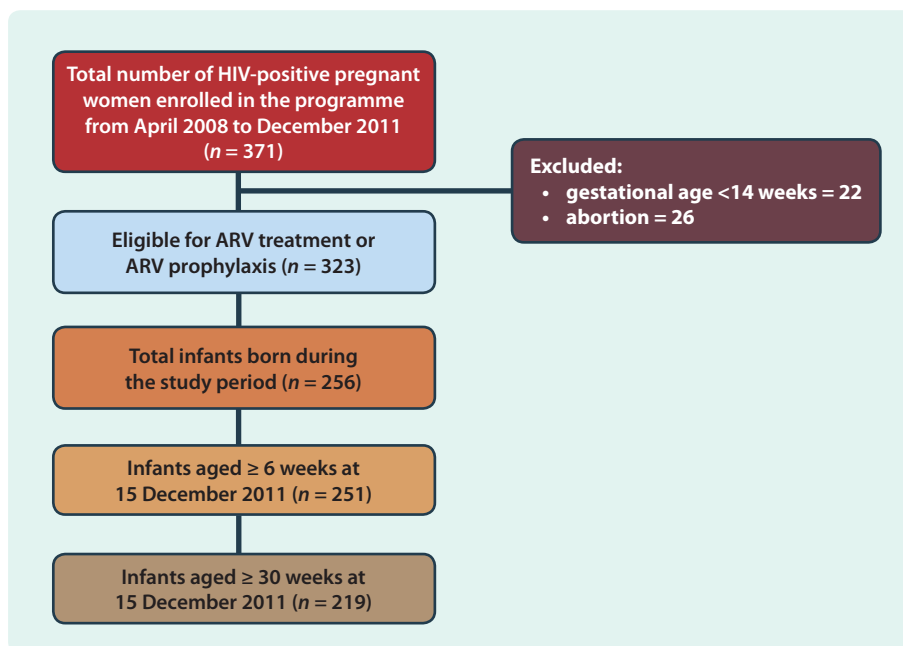 Total number of HIV-positive pregnant
women enrolled in the programme
from April 2008 to December 2011
(n = 371)
Excluded:
• gestational age <14 weeks = 22
• abortion = 26
Eligible for ARV treatment or
ARV prophylaxis (n = 323)
Total infants born during
the study period (n = 256)
Infants aged ≥ 6 weeks at
15 December 2011 (n = 251)
Infants aged ≥ 30 weeks at
15 December 2011 (n = 219)